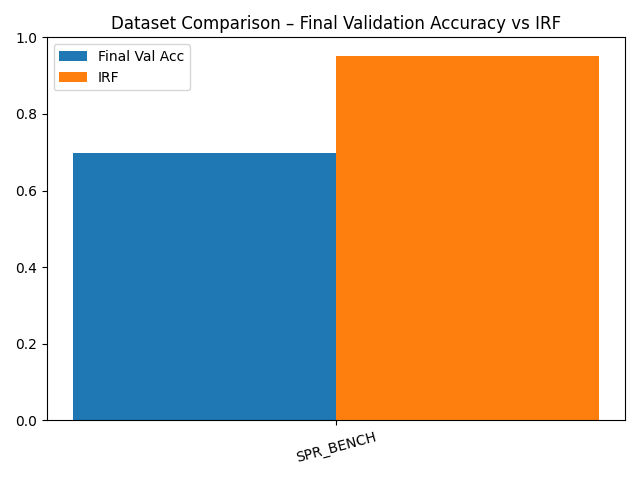 Dataset Comparison – Final Validation Accuracy vs IRF
1.0
0.8
0.6
0.4
0.2
0.0
Final Val Acc
IRF
SPR_BENCH